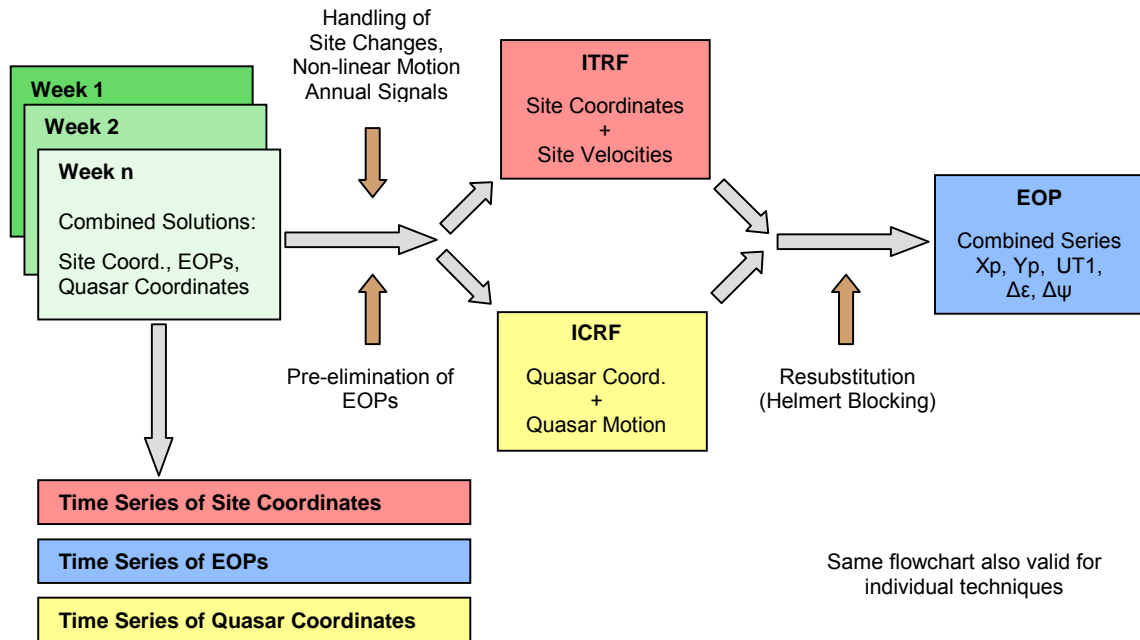 Handling of
Site Changes,
Non-linear Motion
Annual Signals
Week 1
Week 2
Week n
Combined Solutions:
Site Coord., EOPs,
Quasar Coordinates
Pre-elimination of
EOPs
ITRF
Site Coordinates
+
Site Velocities
ICRF
Quasar Coord.
+
Quasar Motion
Resubstitution
(Helmert Blocking)
EOP
Combined Series
Xp, Yp, UT1,
Δε, Δψ
Time Series of Site Coordinates
Time Series of EOPs
Time Series of Quasar Coordinates
Same flowchart also valid for
individual techniques